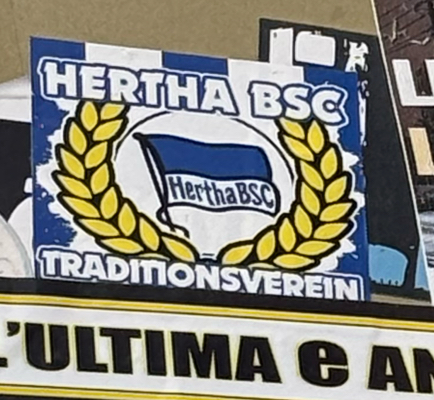 HERTHA BSC
HerthaBSC
TRADITIONSVEREIN
L'ULTIMA e AN